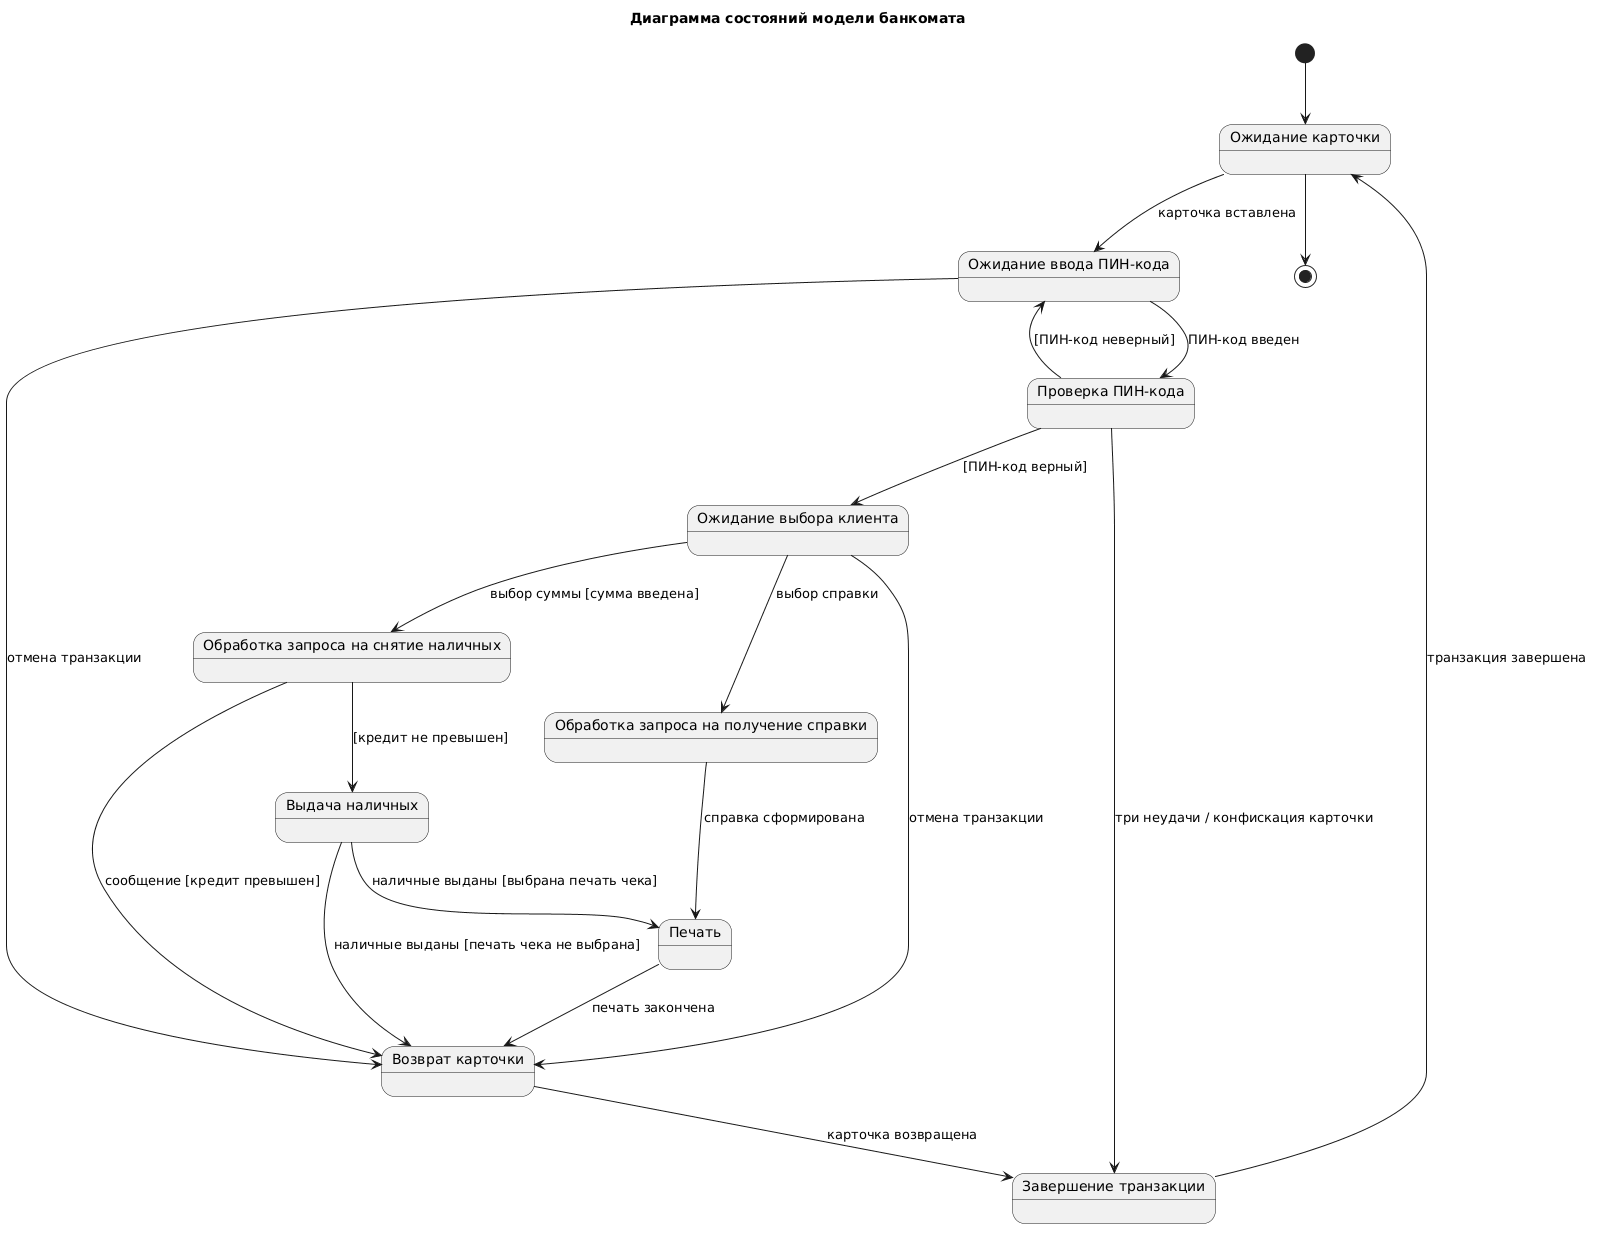 Диаграмма состояний модели банкомата
Ожидание карточки
карточка вставлена
Ожидание ввода ПИН-кода
[ПИН-код неверный]
ПИН-код введен
Проверка ПИН-кода
[ПИН-код верный]
Ожидание выбора клиента
выбор суммы [сумма введена]
выбор справки
Обработка запроса на снятие наличных
отмена транзакции
транзакция завершена
Обработка запроса на получение справки
[кредит не превышен]
Выдача наличных
справка сформирована
отмена транзакции
три неудачи / конфискация карточки
сообщение [кредит превышен]
наличные выданы [выбрана печать чека]
Печать
наличные выданы [печать чека не выбрана]
печать закончена
Возврат карточки
карточка возвращена
Завершение транзакции